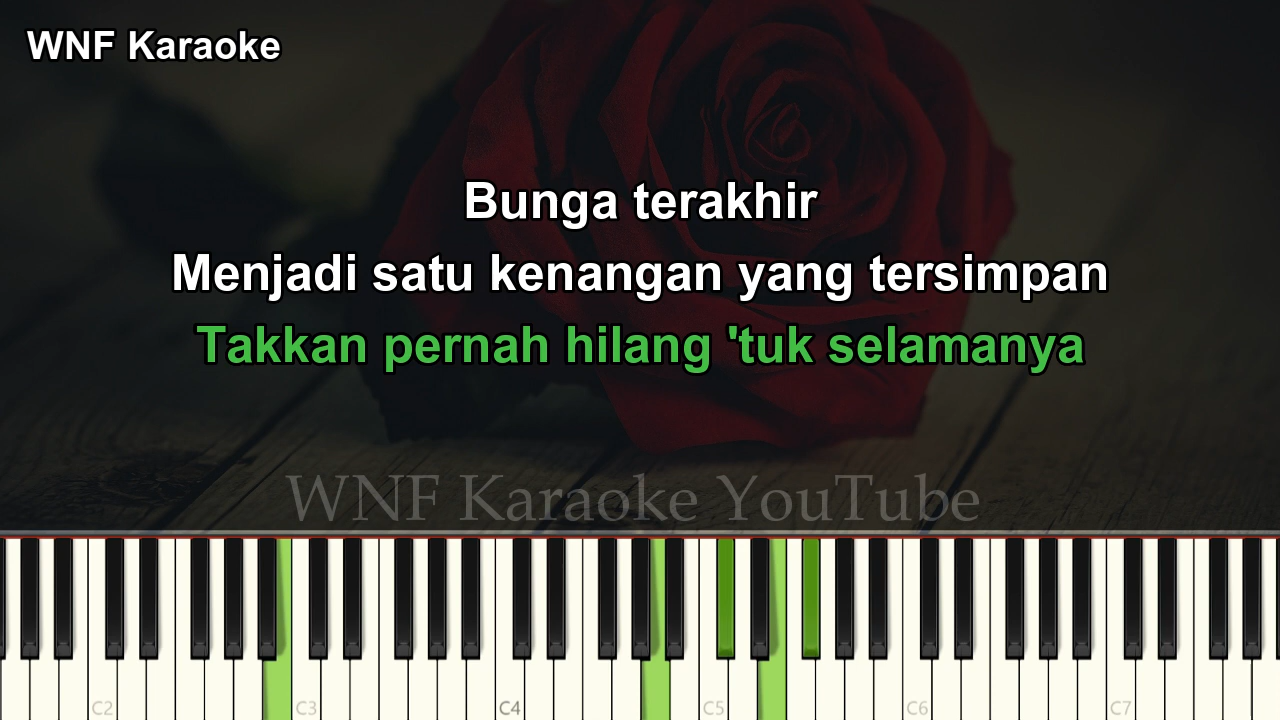 WNF Karaoke
Bunga terakhir
Menjadi satu kenangan yang tersimpan
Takkan pernah hilang 'tuk selamanya
WNF Karaoke YouTube
C2 C3 C4 C5 C6 C7